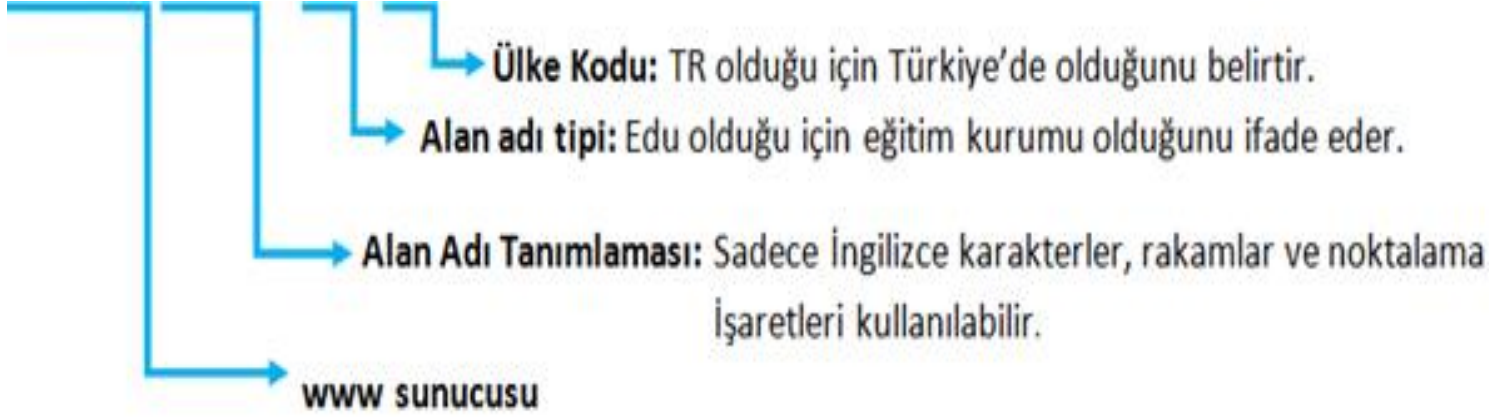 Ülke Kodu: TR olduğu için Türkiye’de olduğunu belirtir.
Alan adı tipi: Edu olduğu için eğitim kurumu olduğunu ifade eder.
Alan Adı Tanımlaması: Sadece İngilizce karakterler, rakamlar ve noktalama
İşaretleri kullanılabilir.
www sunucusu